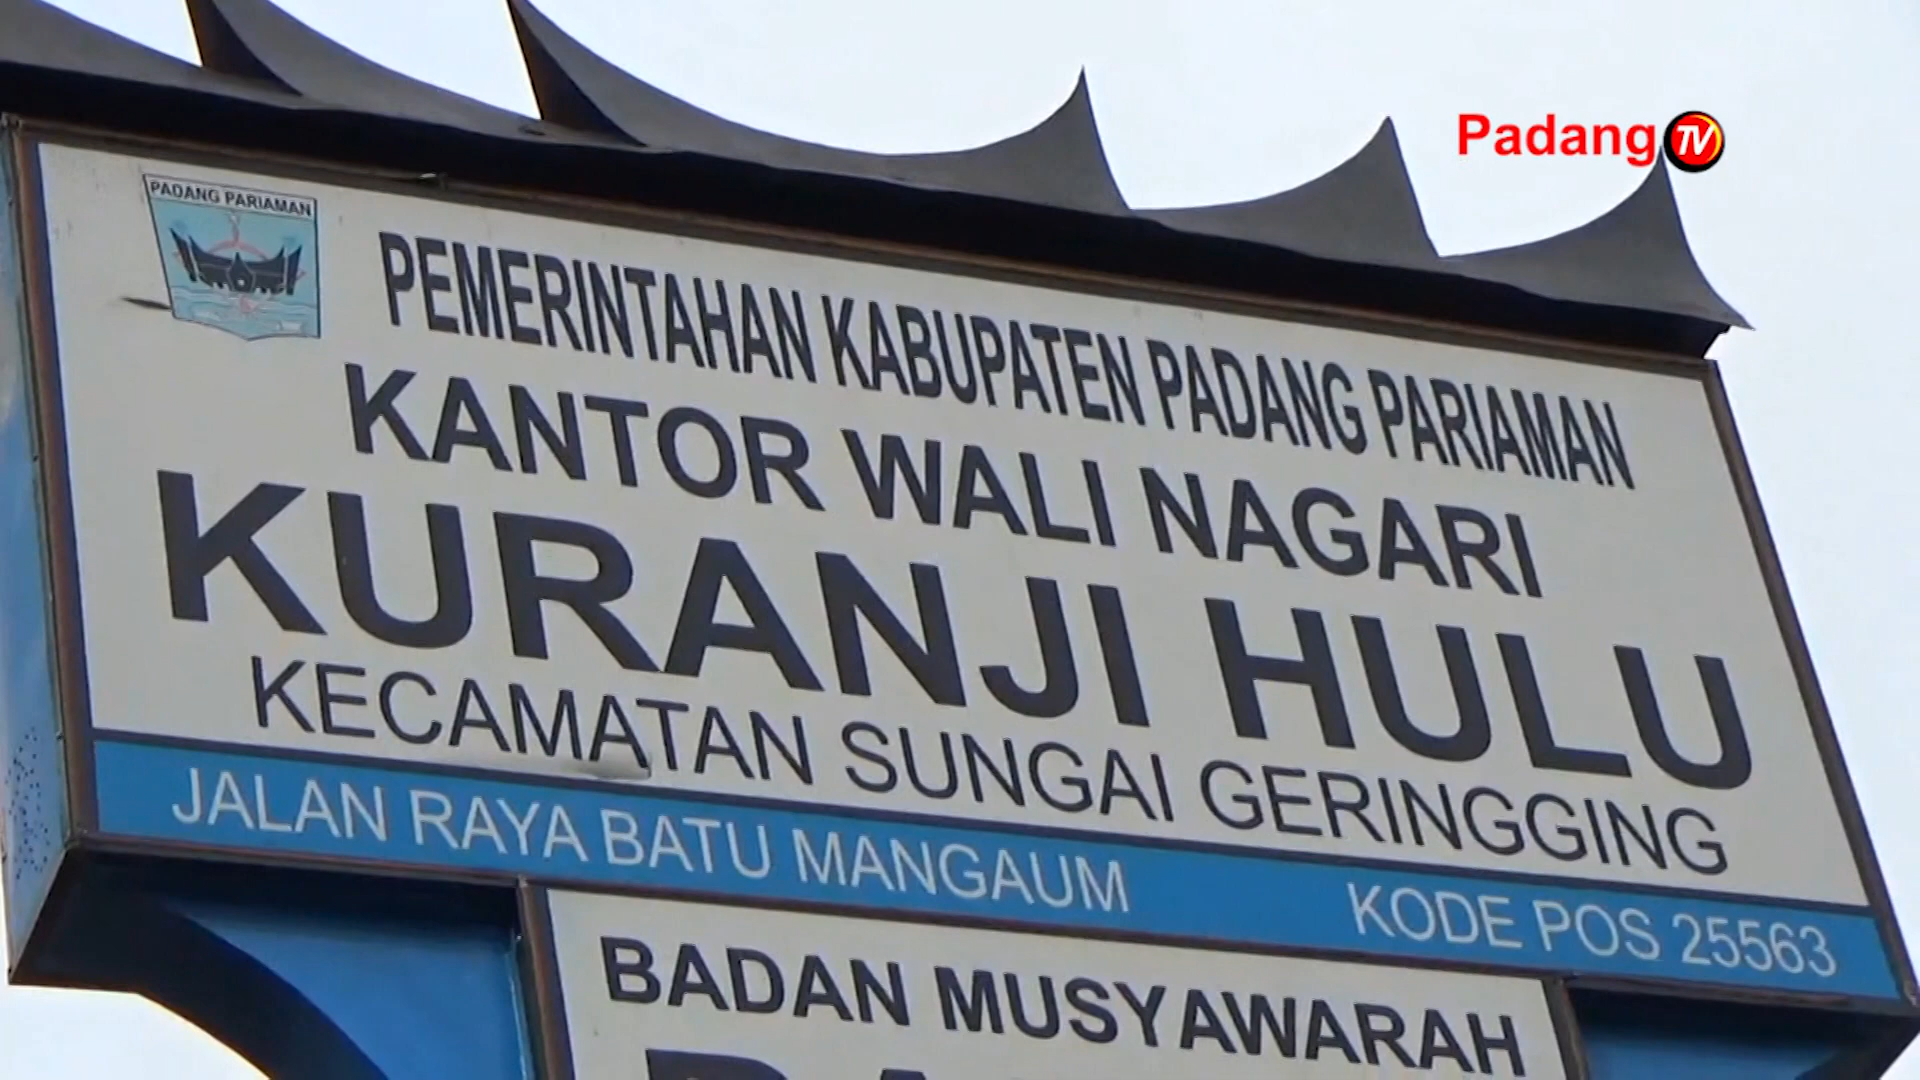 Padang TV
PADANG PARIAMAN
PEMERINTAHAN KABUPATEN PADANG PARIAMAN
KANTOR WALI NAGARI
KURANJI HULU
KECAMATAN SUNGAI GERINGGING
JALAN RAYA BATU MANGAUM KODE POS 25563
BADAN MUSYAWARAH